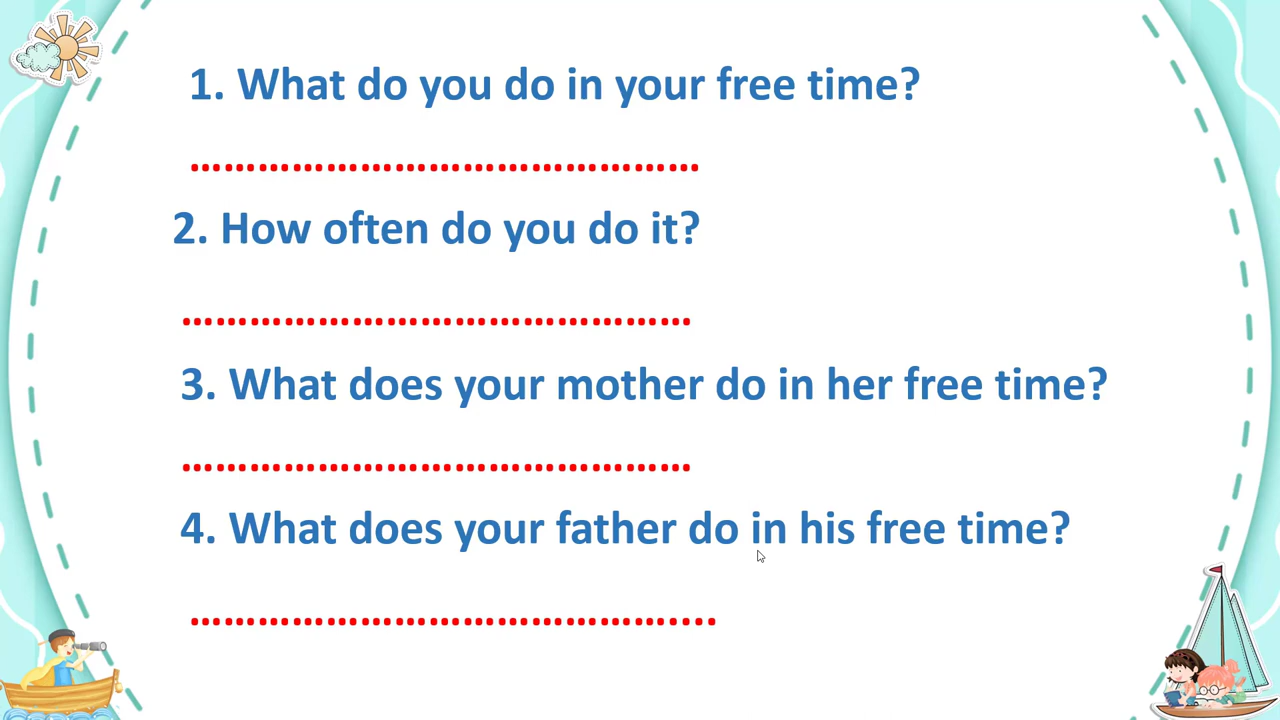 1. What do you do in your free time?
………………………………………
2. How often do you do it?
………………………………………
3. What does your mother do in her free time?
………………………………………
4. What does your father do in his free time?
……………………………………..…